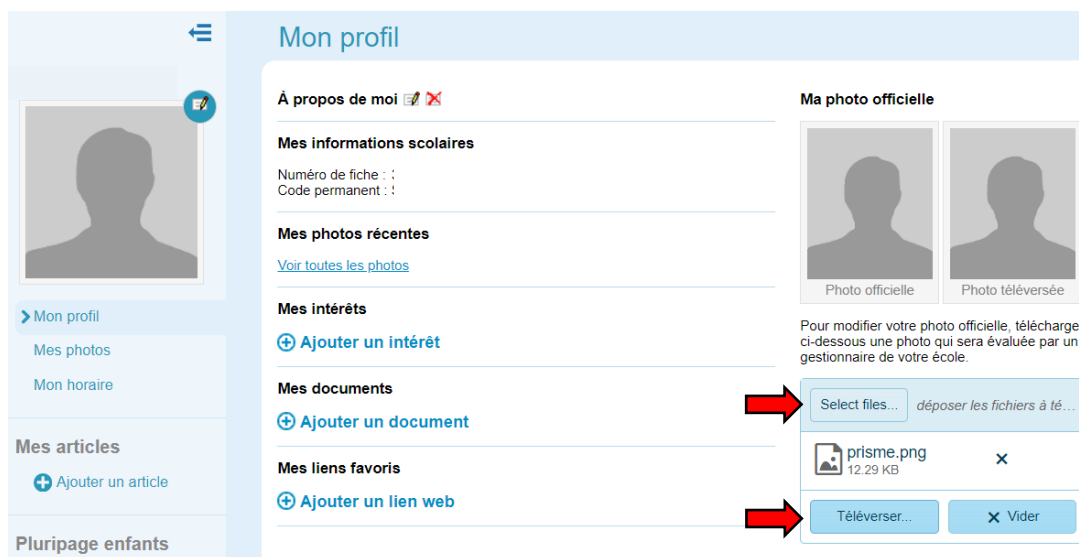 Mon profil
Mon profil
Mes photos
Mon horaire
Mes articles
Ajouter un article
Pluripage enfants
À propos de moi
Mes informations scolaires
Numéro de fiche :
Code permanent :
Mes photos récentes
Voir toutes les photos
Mes intérêts
Ajouter un intérêt
Mes documents
Ajouter un document
Mes liens favoris
Ajouter un lien web
Ma photo officielle
Photo officielle
Photo téléversée
Pour modifier votre photo officielle, télécharge
ci-dessous une photo qui sera évaluée par un
gestionnaire de votre école.
Select files... déposer les fichiers à té...
prisme.png
12.29 KB
Téléverser... Vider